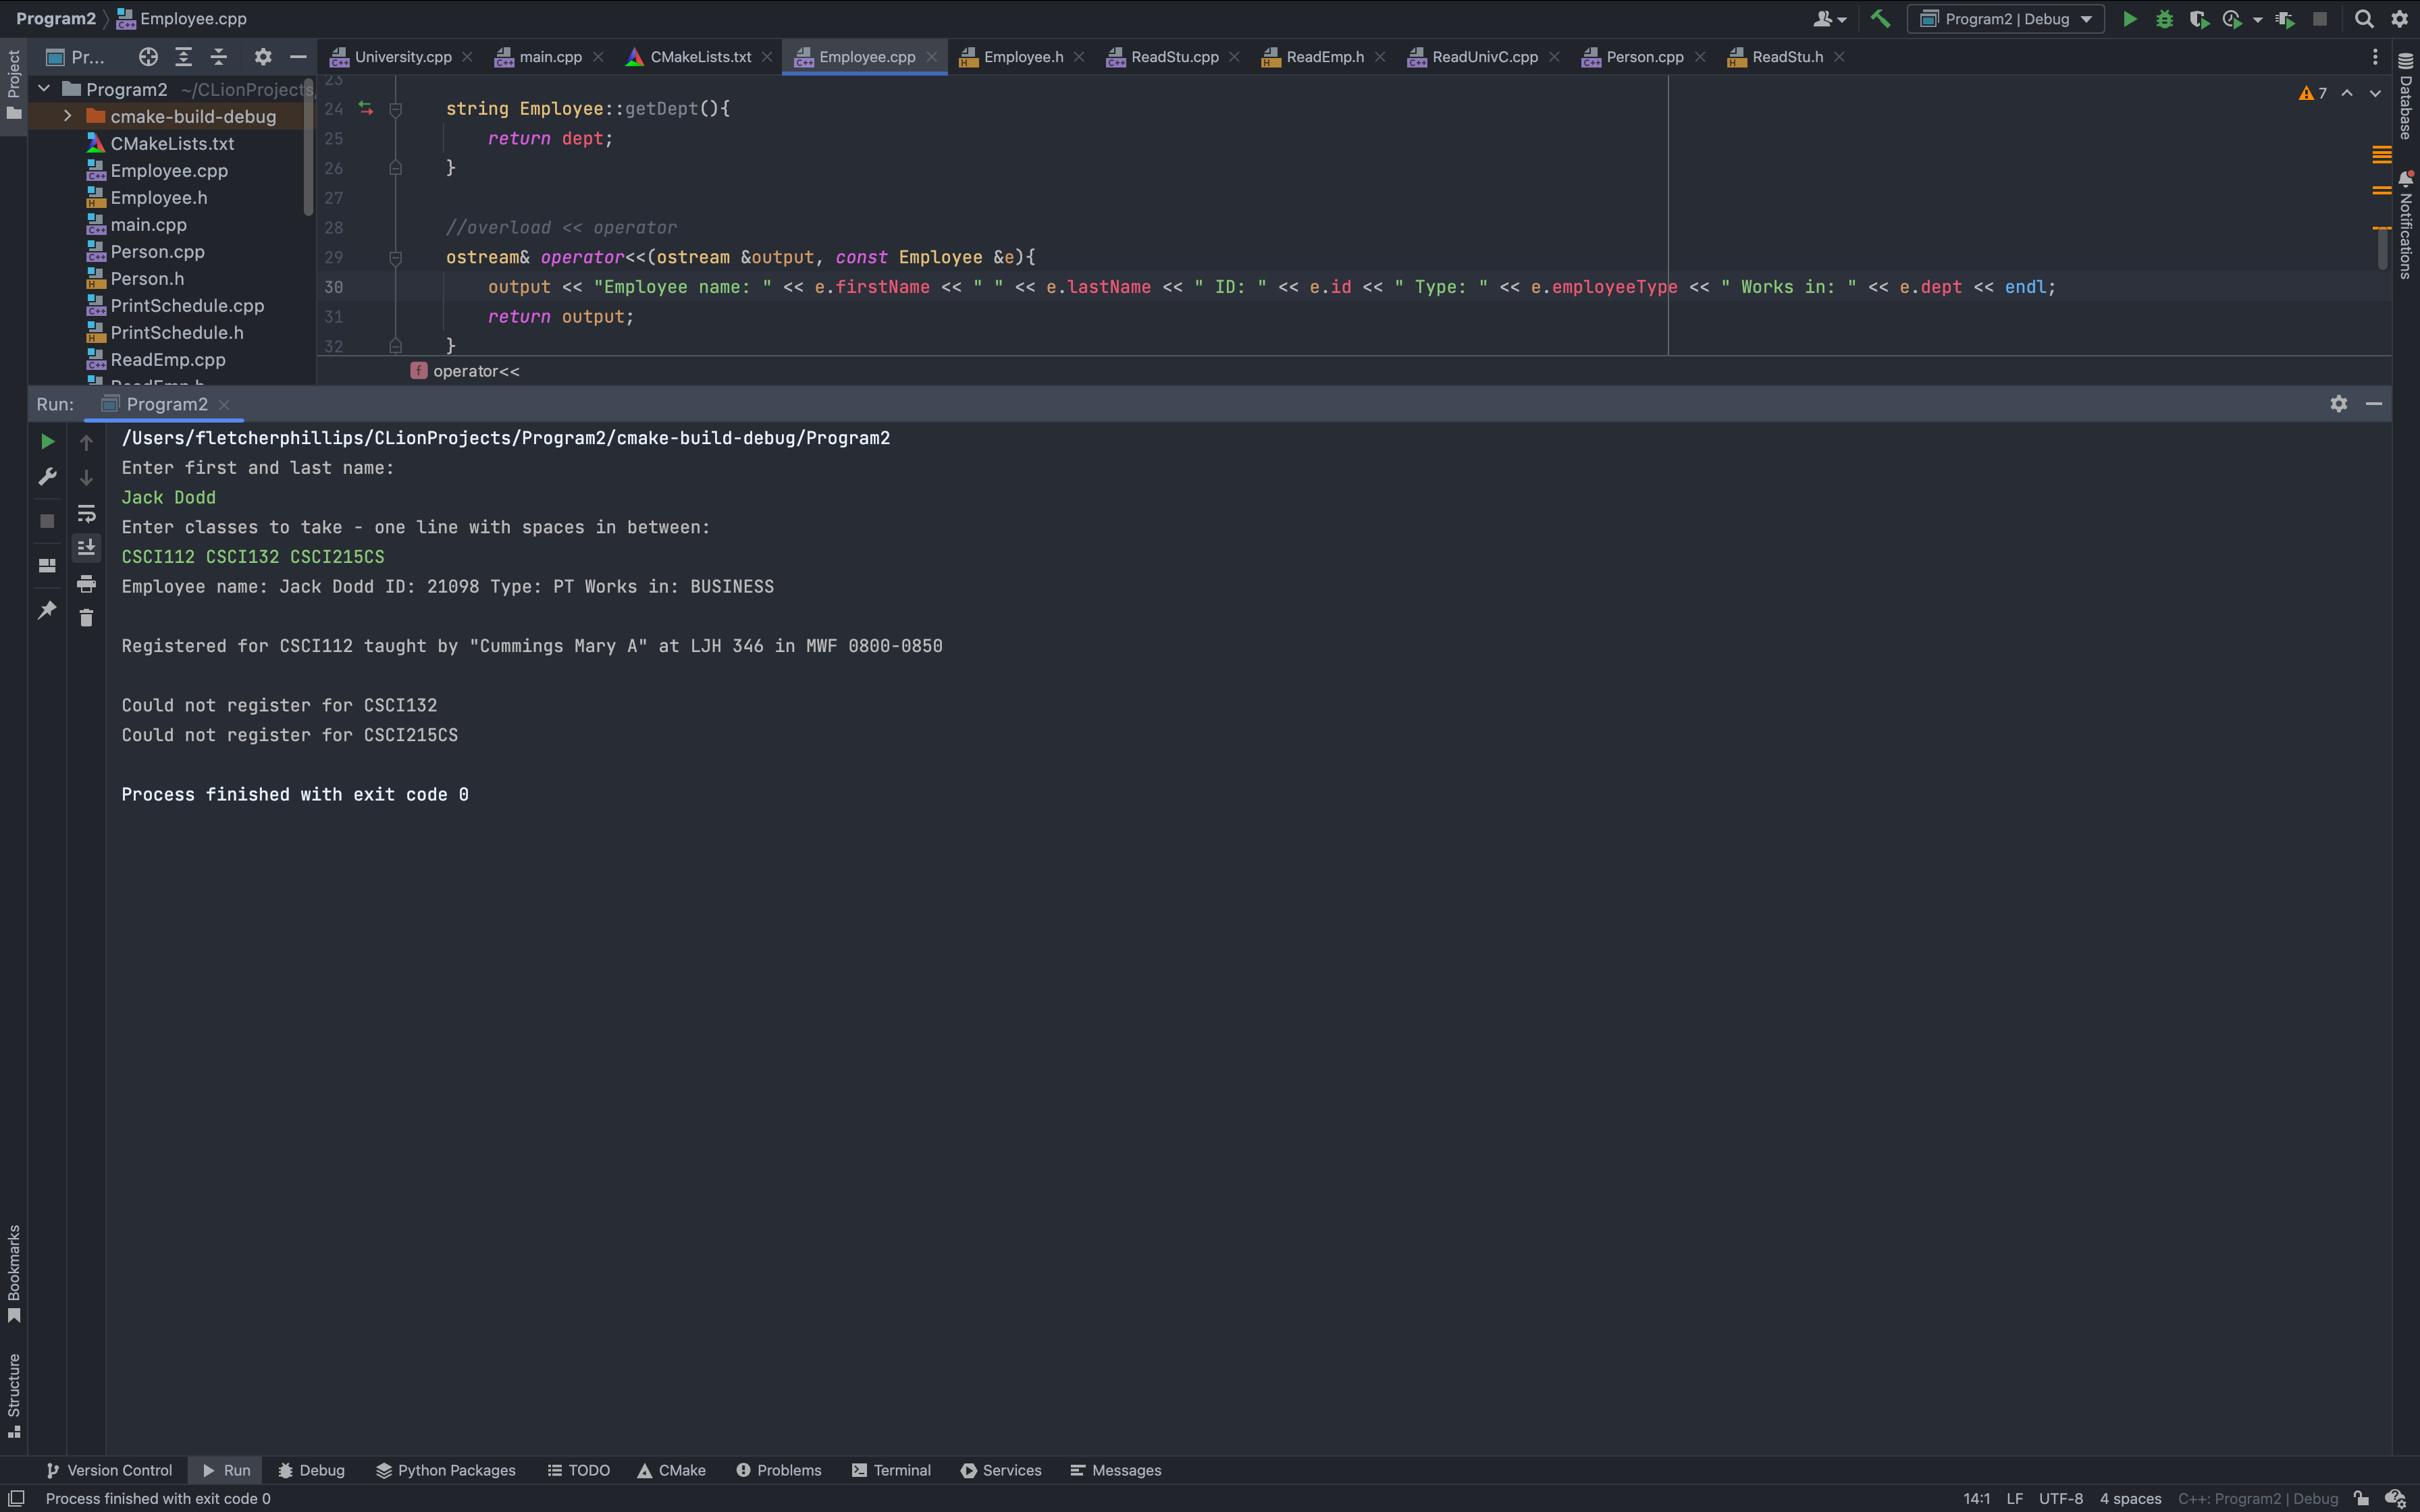 Program2 Employee.cpp Program2 | Debug
Project Pr... University.cpp main.cpp CMakeLists.txt Employee.cpp Employee.h ReadStu.cpp ReadEmp.h ReadUnivC.cpp Person.cpp ReadStu.h
Program2 ~/CLionProjects
cmake-build-debug
CMakeLists.txt
Employee.cpp
Employee.h
main.cpp
Person.cpp
Person.h
PrintSchedule.cpp
PrintSchedule.h
ReadEmp.cpp
ReadEmp.h
23
24 string Employee::getDept(){
25 return dept;
26 }
27
28 //overload << operator
29 ostream& operator<<(ostream &output, const Employee &e){
30 output << "Employee name: " << e.firstName << " " << e.lastName << " ID: " << e.id << " Type: " << e.employeeType << " Works in: " << e.dept << endl;
31 return output;
32 }
7
f operator<<
Database
Notifications
Run: Program2
/Users/fletcherphillips/CLionProjects/Program2/cmake-build-debug/Program2
Enter first and last name:
Jack Dodd
Enter classes to take - one line with spaces in between:
CSCI112 CSCI132 CSCI215CS
Employee name: Jack Dodd ID: 21098 Type: PT Works in: BUSINESS
Registered for CSCI112 taught by "Cummings Mary A" at LJH 346 in MWF 0800-0850
Could not register for CSCI132
Could not register for CSCI215CS
Process finished with exit code 0
Bookmarks
Structure
Version Control Run Debug Python Packages TODO CMake Problems Terminal Services Messages
Process finished with exit code 0 14:1 LF UTF-8 4 spaces C++: Program2 | Debug